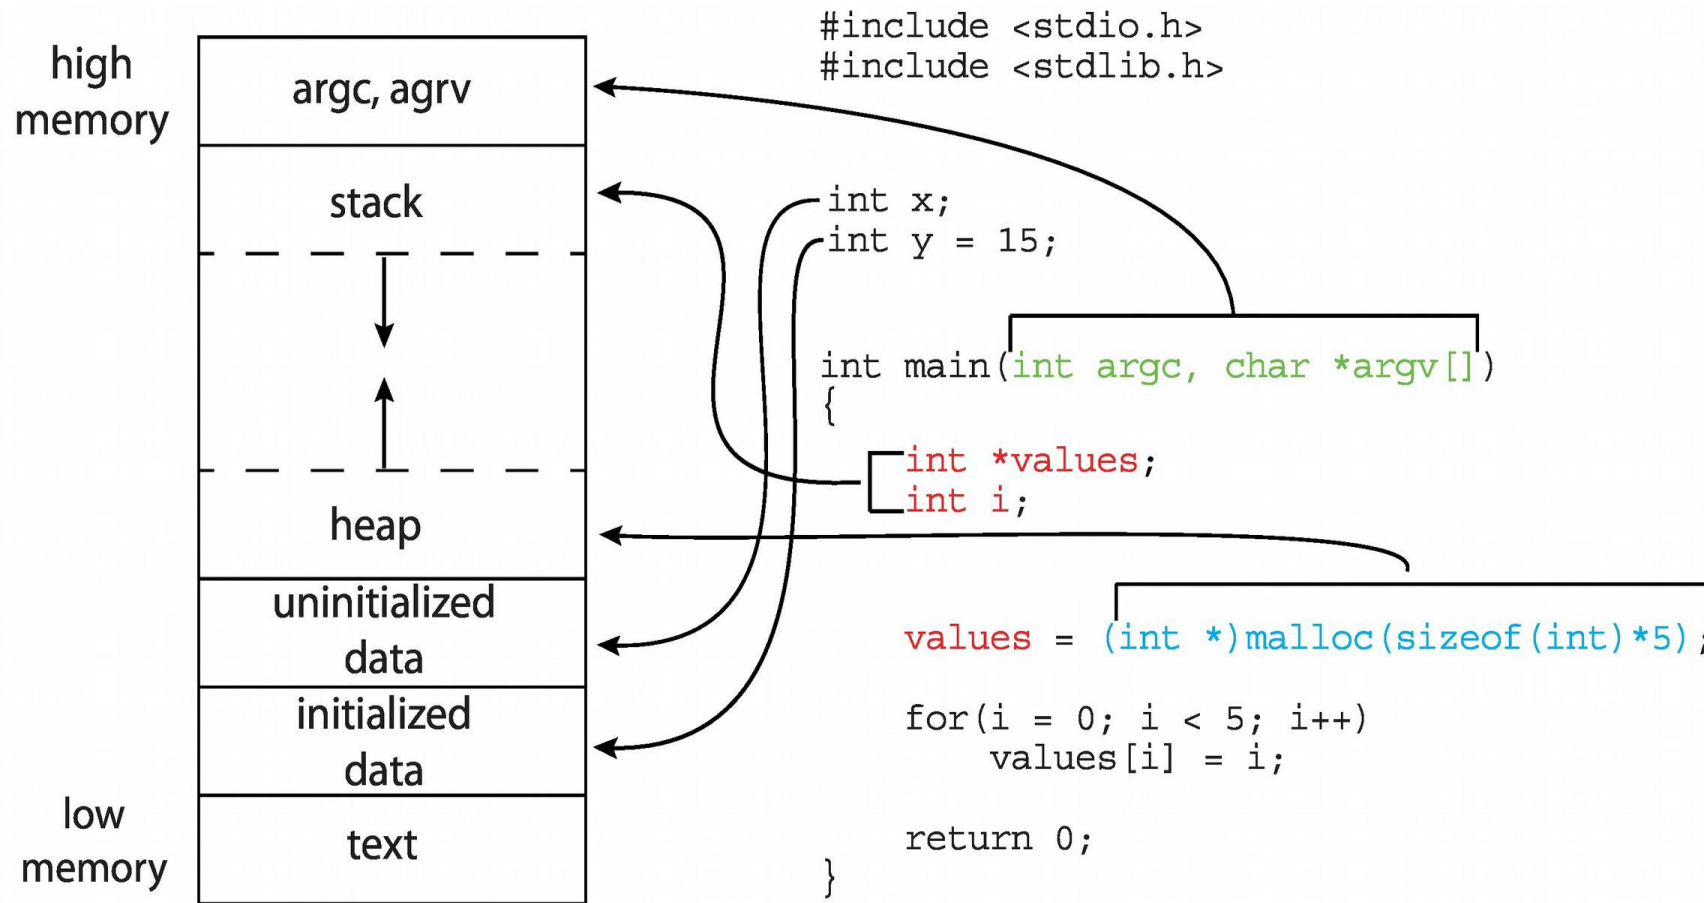 high
memory
argc, agrv
stack
heap
uninitialized
data
initialized
data
text
low
memory
#include <stdio.h>
#include <stdlib.h>
int x;
int y = 15;
int main(int argc, char *argv[])
{
int *values;
int i;
values = (int *)malloc(sizeof(int)*5);
for(i = 0; i < 5; i++)
values[i] = i;
return 0;
}